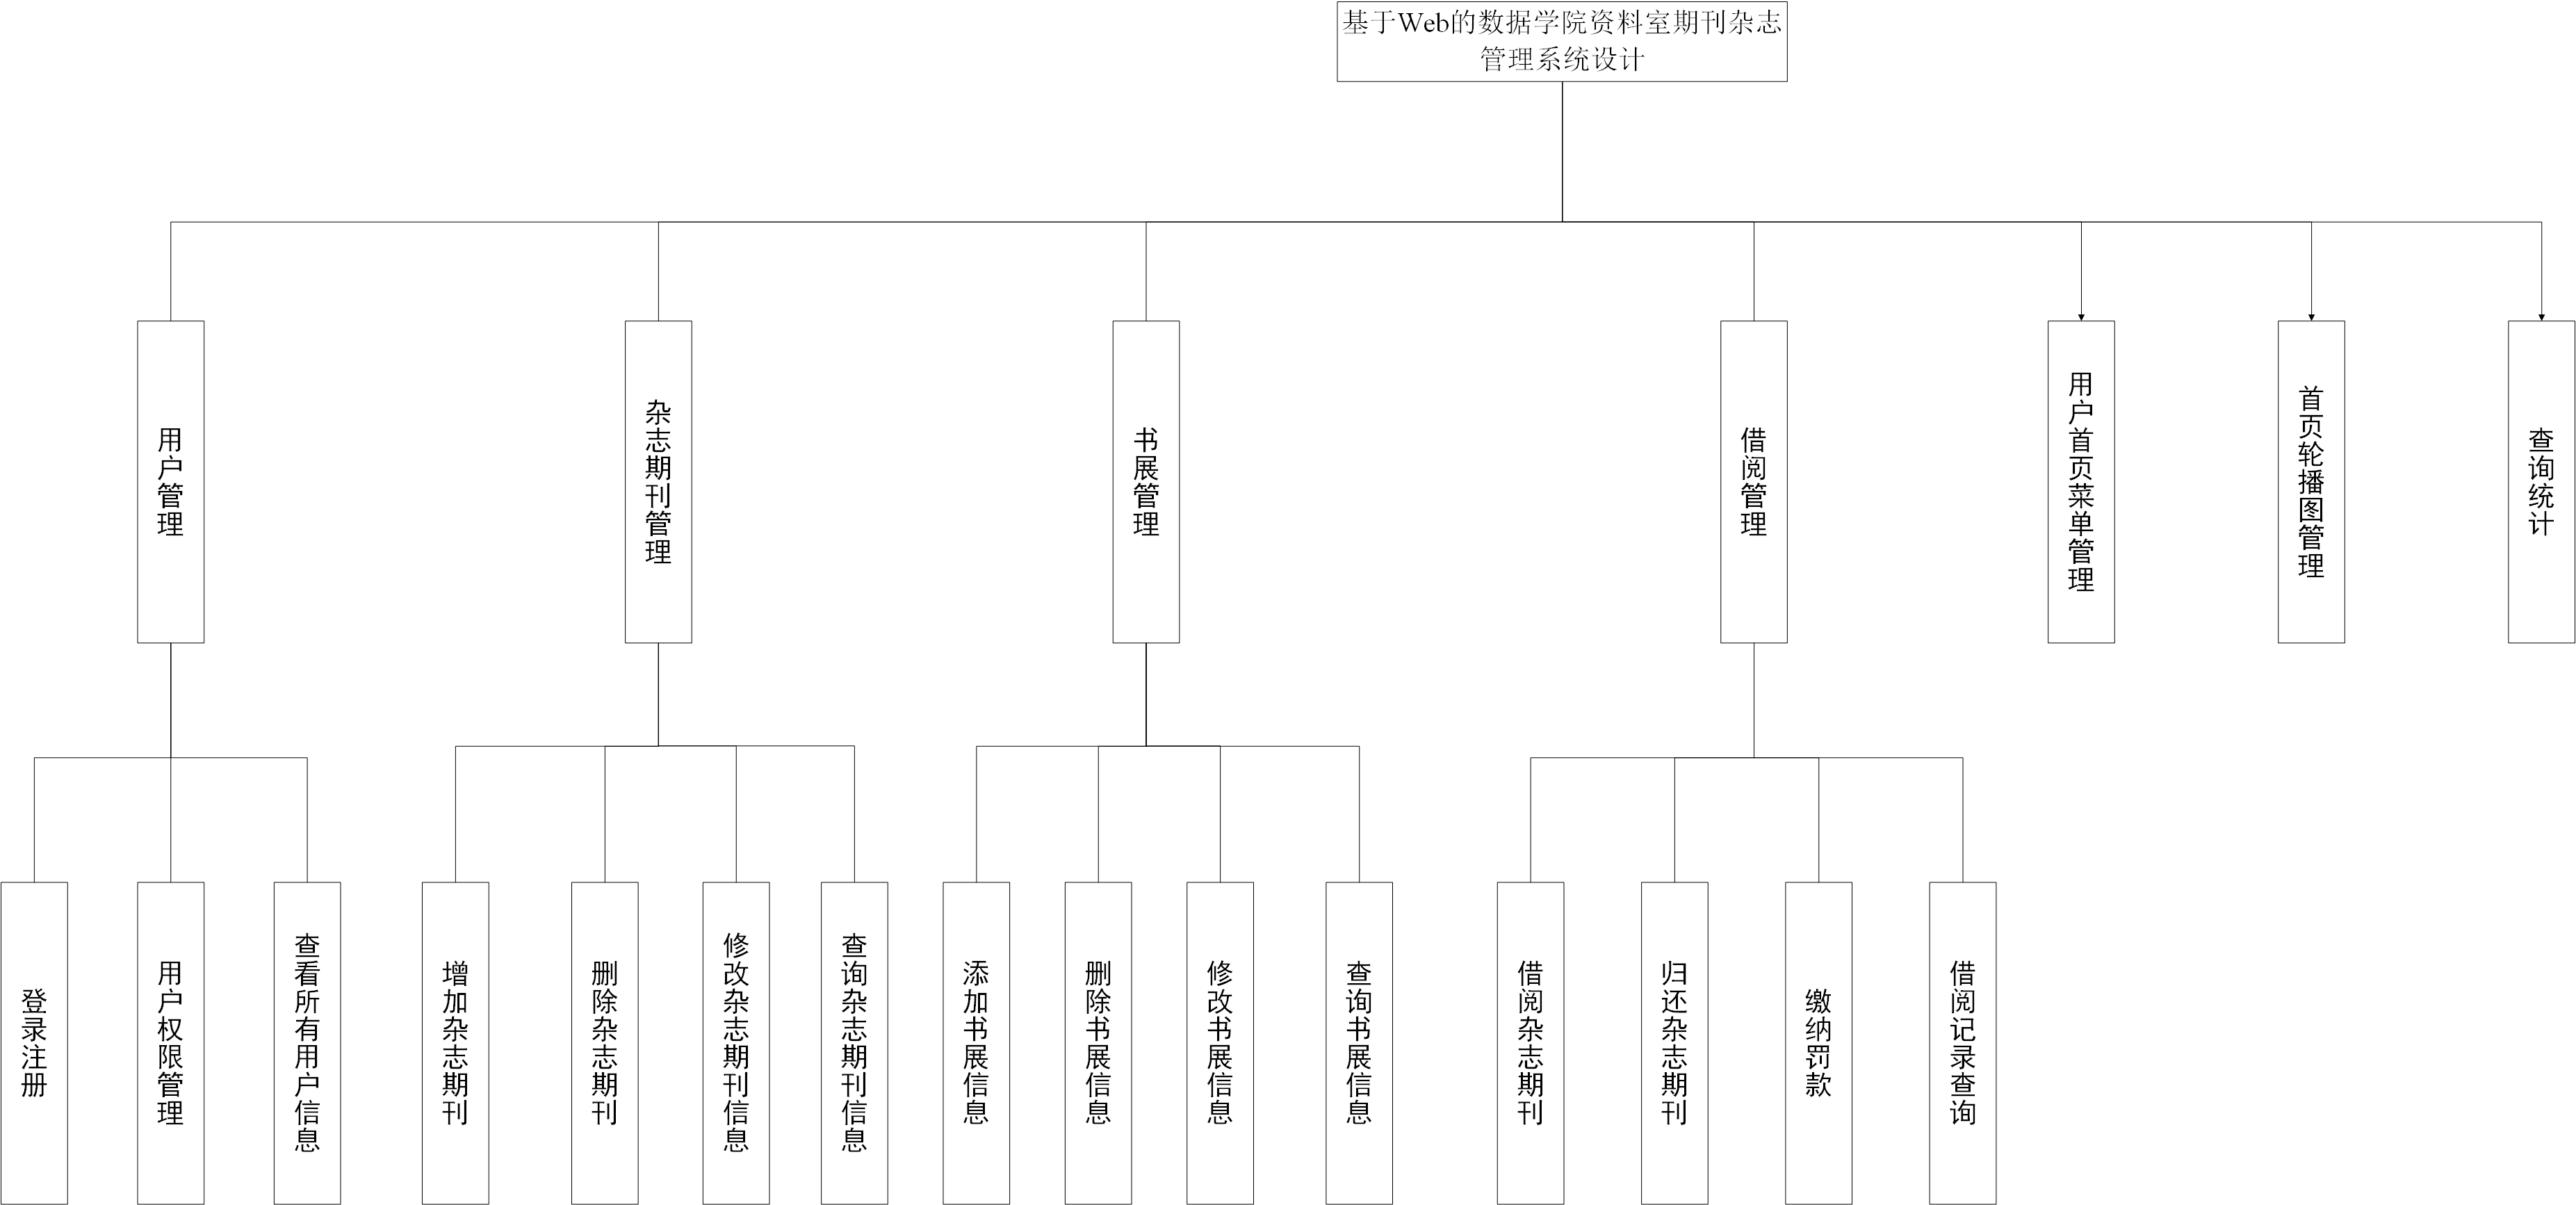 基于Web的数据学院资料室期刊杂志
管理系统设计
用户管理
杂志期刊管理
书展管理
借阅管理
用户首页菜单管理
首页轮播图管理
查询统计
登录注册
用户权限管理
查看所有用户信息
增加杂志期刊
删除杂志期刊
修改杂志期刊信息
查询杂志期刊信息
添加书展信息
删除书展信息
修改书展信息
查询书展信息
借阅杂志期刊
归还杂志期刊
缴纳罚款
借阅记录查询